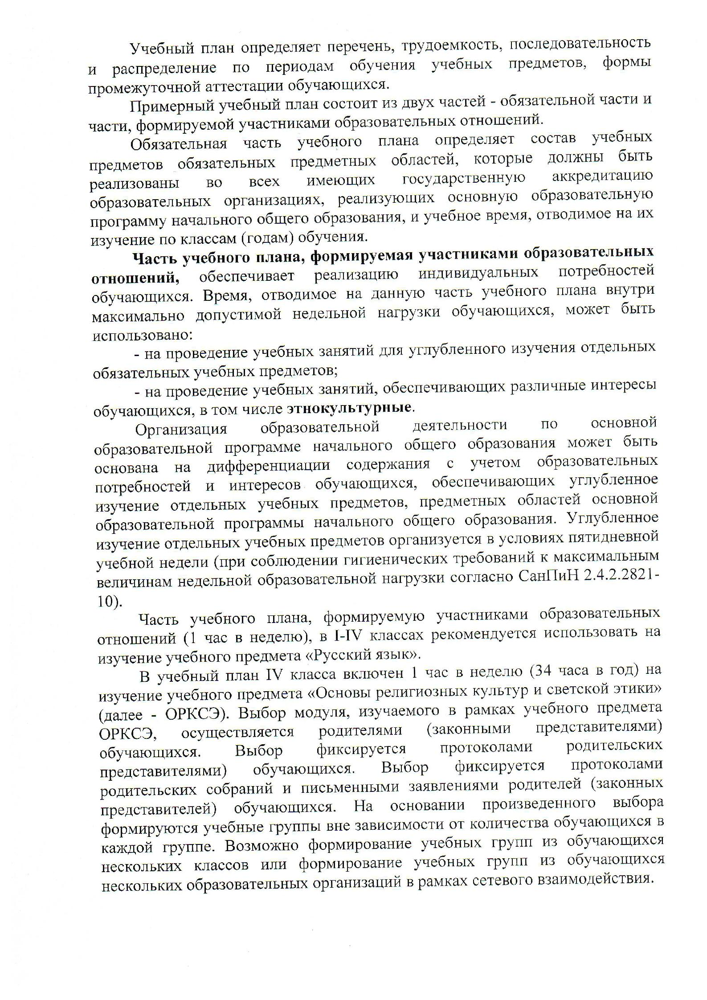 Учебный план определяет перечень, трудоемкость, последовательность
и распределение по периодам обучения учебных предметов, формы
промежуточной аттестации обучающихся.
Примерный учебный план состоит из двух частей - обязательной части и
части, формируемой участниками образовательных отношений.
Обязательная часть учебного плана определяет состав учебных
предметов обязательных предметных областей, которые должны быть
реализованы во всех имеющих государственную аккредитацию
образовательных организациях, реализующих основную образовательную
программу начального общего образования, и учебное время, отводимое на их
изучение по классам (годам) обучения.
Часть учебного плана, формируемая участниками образовательных
отношений, обеспечивает реализацию индивидуальных потребностей
обучающихся. Время, отводимое на данную часть учебного плана внутри
максимально допустимой недельной нагрузки обучающихся, может быть
использовано:
- на проведение учебных занятий для углубленного изучения отдельных
обязательных учебных предметов;
- на проведение учебных занятий, обеспечивающих различные интересы
обучающихся, в том числе этнокультурные.
Организация образовательной деятельности по основной
образовательной программе начального общего образования может быть
основана на дифференциации содержания с учетом образовательных
потребностей и интересов обучающихся, обеспечивающих углубленное
изучение отдельных учебных предметов, предметных областей основной
образовательной программы начального общего образования. Углубленное
изучение отдельных учебных предметов организуется в условиях пятидневной
учебной недели (при соблюдении гигиенических требований к максимальным
величинам недельной образовательной нагрузки согласно СанПиН 2.4.2.2821-
10).
Часть учебного плана, формируемую участниками образовательных
отношений (1 час в неделю), в I-IV классах рекомендуется использовать на
изучение учебного предмета «Русский язык».
В учебный план IV класса включен 1 час в неделю (34 часа в год) на
изучение учебного предмета «Основы религиозных культур и светской этики»
(далее - ОРКСЭ). Выбор модуля, изучаемого в рамках учебного предмета
ОРКСЭ, осуществляется родителями (законными представителями)
обучающихся. Выбор фиксируется протоколами родительских
представителями) обучающихся. Выбор фиксируется протоколами
родительских собраний и письменными заявлениями родителей (законных
представителей) обучающихся. На основании произведенного выбора
формируются учебные группы вне зависимости от количества обучающихся в
каждой группе. Возможно формирование учебных групп из обучающихся
нескольких классов или формирование учебных групп из обучающихся
нескольких образовательных организаций в рамках сетевого взаимодействия.